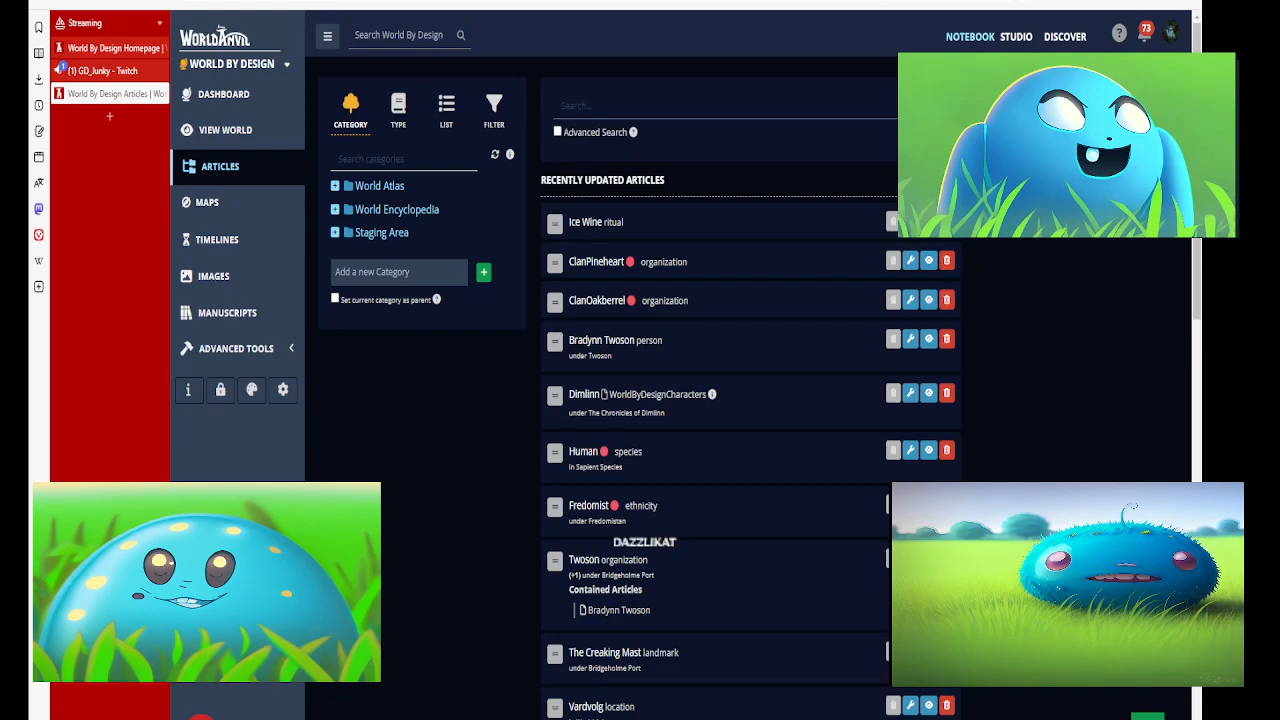 Streaming
World By Design Homepage |
(1) GD_Junky - Twitch
World By Design Articles | Wor
WORLDANVIL
WORLD BY DESIGN
DASHBOARD
VIEW WORLD
ARTICLES
MAPS
TIMELINES
IMAGES
MANUSCRIPTS
ADVANCED TOOLS
Search World By Design
NOTEBOOK STUDIO DISCOVER
73
CATEGORY TYPE LIST FILTER
Search categories
World Atlas
World Encyclopedia
Staging Area
Add a new Category
Set current category as parent
Search...
Advanced Search
RECENTLY UPDATED ARTICLES
Ice Wine ritual
ClanPineheart organization
ClanOakberrel organization
Bradynn Twoson person
under Twoson
Dimlinn WorldByDesignCharacters
under The Chronicles of Dimlinn
Human species
in Sapient Species
Fredomist ethnicity
under Fredomistan
DAZZLIKAT
Twoson organization
(+1) under Bridgeholme Port
Contained Articles
Bradynn Twoson
The Creaking Mast landmark
under Bridgeholme Port
Vardvolg location